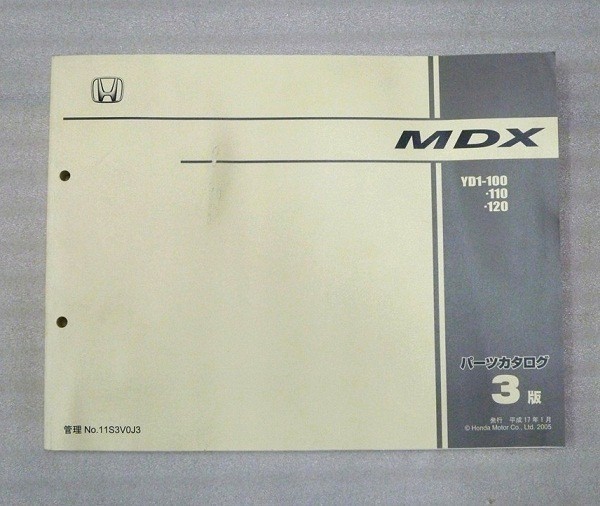 MDX
YD1-100
·110
·120
パーツカタログ
3版
発行 平成17年1月
© Honda Motor Co., Ltd. 2005
管理 No.11S3V0J3